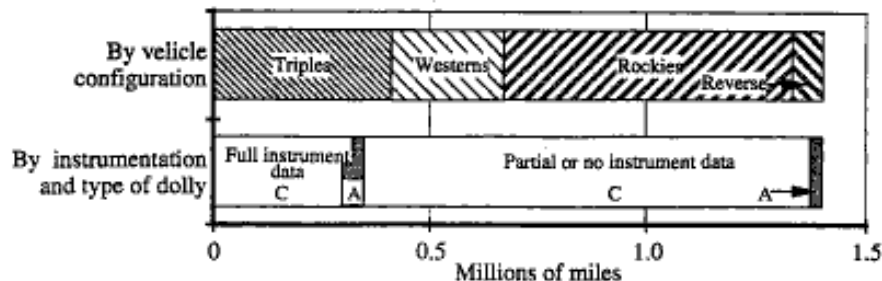 By velicle
configuration
Triplea
Westerns
Rockies
Reverse
By instrumentation
and type of dolly
Full instrument
data
C
A
Partial or no instrument data
C
A
0
0.5
1.0
1.5
Millions of miles